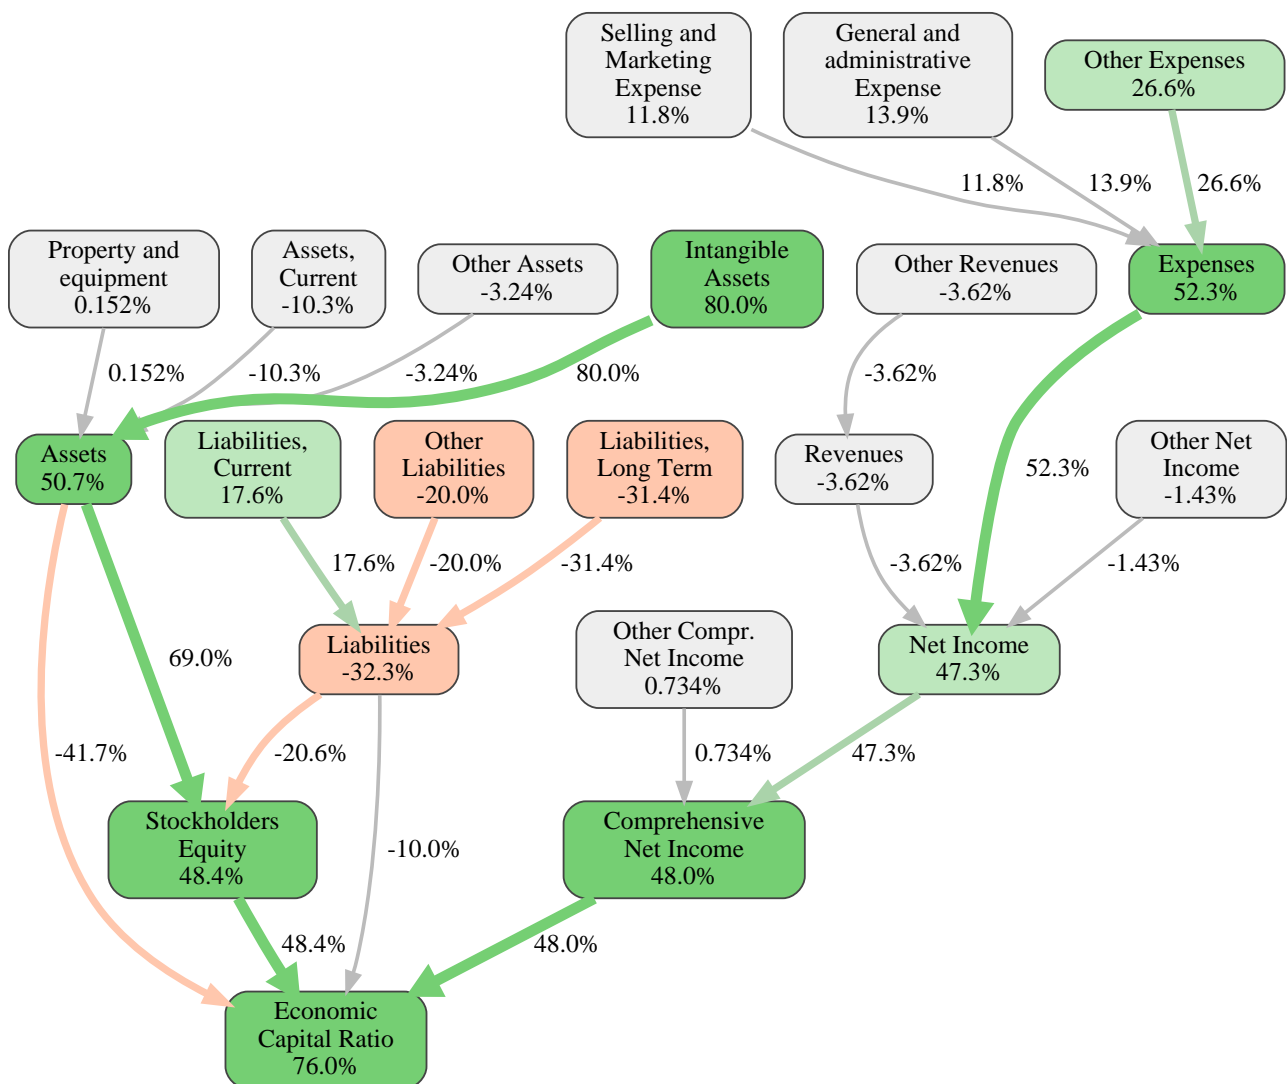 Selling and
Marketing
Expense
11.8%
General and
administrative
Expense
13.9%
Other Expenses
26.6%
11.8%
13.9%
26.6%
Property and
equipment
0.152%
Assets,
Current
-10.3%
Other Assets
-3.24%
Intangible
Assets
80.0%
Other Revenues
-3.62%
Expenses
52.3%
0.152%
-10.3%
-3.24%
80.0%
-3.62%
Assets
50.7%
Liabilities,
Current
17.6%
Other
Liabilities
-20.0%
Liabilities,
Long Term
-31.4%
Revenues
-3.62%
52.3%
Other Net
Income
-1.43%
17.6%
-20.0%
-31.4%
-3.62%
-1.43%
69.0%
Liabilities
-32.3%
Other Compr.
Net Income
0.734%
Net Income
47.3%
-41.7%
-20.6%
0.734%
47.3%
Stockholders
Equity
48.4%
-10.0%
Comprehensive
Net Income
48.0%
48.4%
48.0%
Economic
Capital Ratio
76.0%